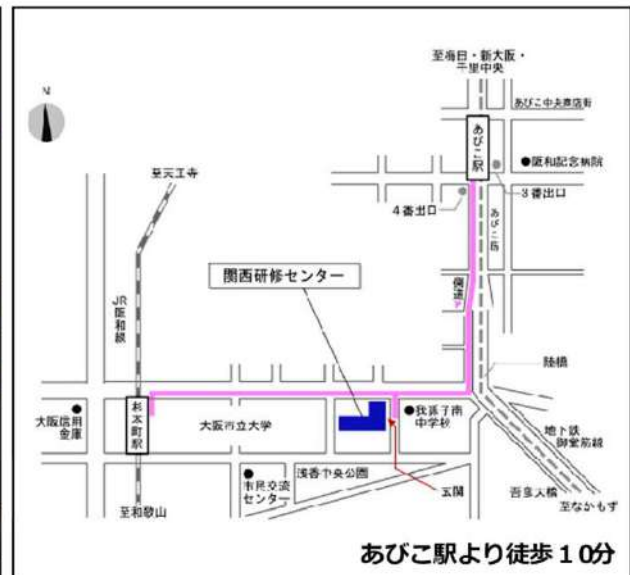 至梅田・新大阪・
千里中央
N
あびこ中央商店街
あびこ駅
●阪和記念病院
至天王寺
3番出口
4番出口
あびこ筋
関西研修センター
側道
JR
阪和線
陸橋
杉本町駅
●
大阪信用
金庫
大阪市立大学
●我孫子南
中学校
地下鉄
御堂筋線
浅香中央公園
●
市民交流
センター
玄関
吾彦大橋
至なかもず
至和歌山
あびこ駅より徒歩10分